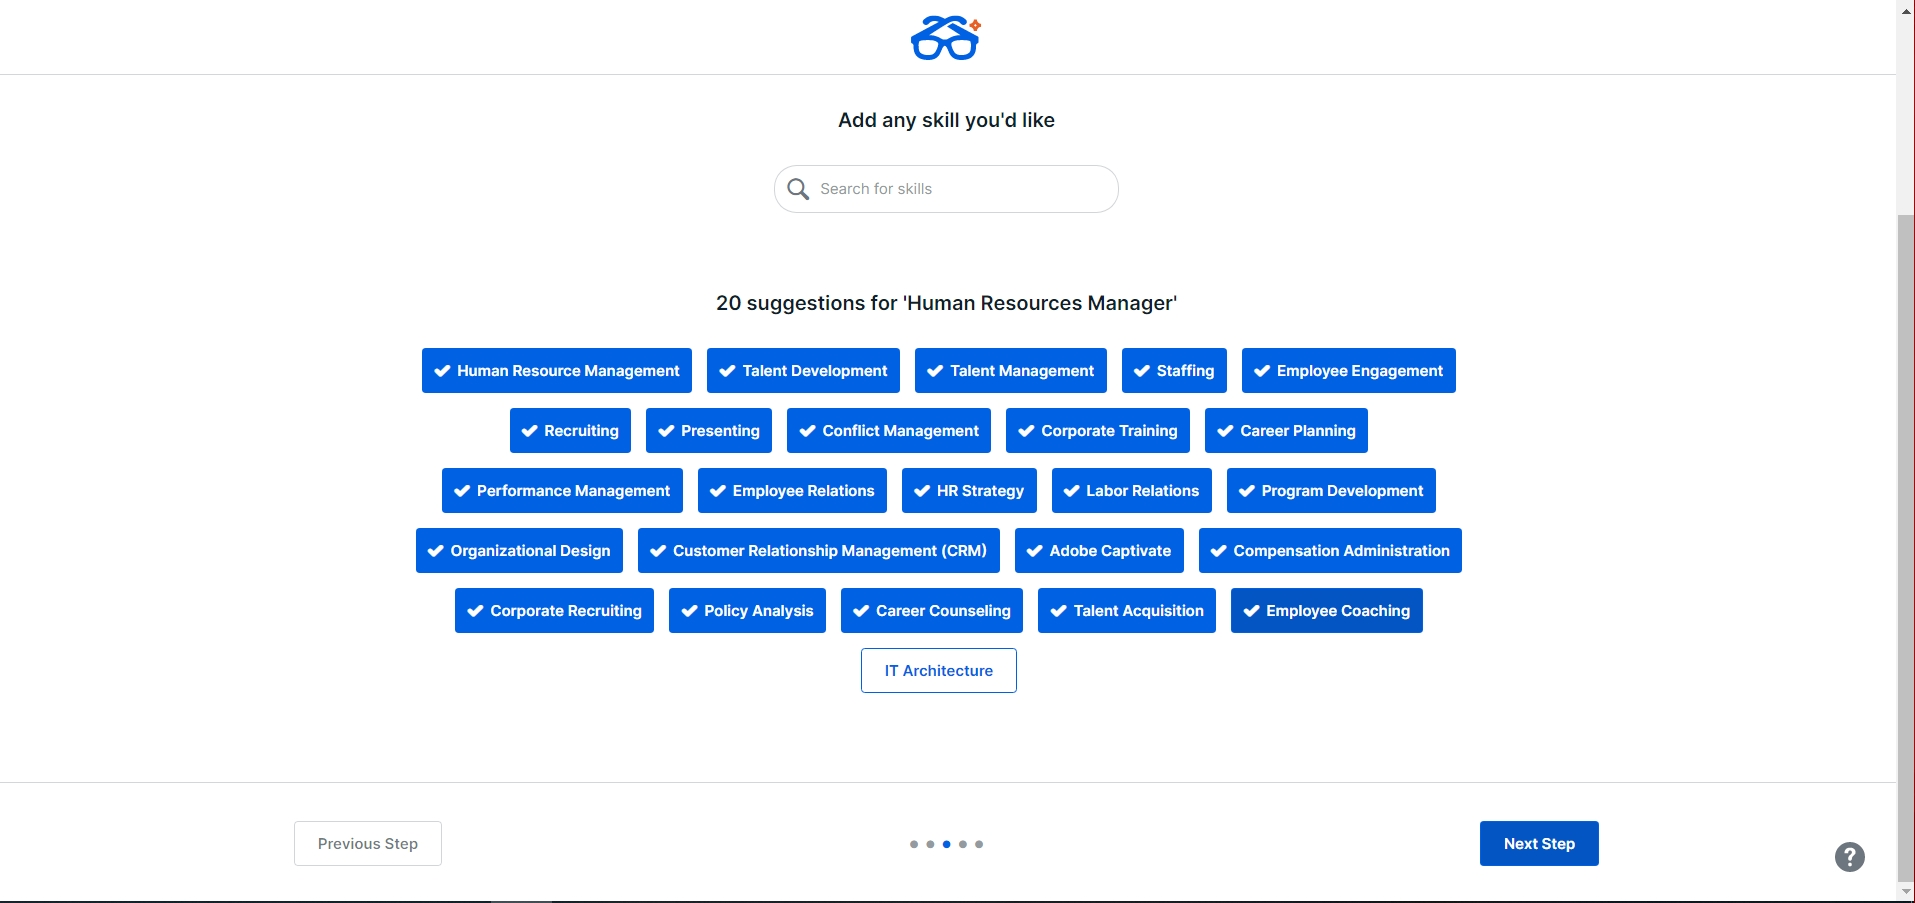 Add any skill you'd like
Search for skills
20 suggestions for 'Human Resources Manager'
Human Resource Management Talent Development Talent Management Staffing Employee Engagement
Recruiting Presenting Conflict Management Corporate Training Career Planning
Performance Management Employee Relations HR Strategy Labor Relations Program Development
Organizational Design Customer Relationship Management (CRM) Adobe Captivate Compensation Administration
Corporate Recruiting Policy Analysis Career Counseling Talent Acquisition Employee Coaching
IT Architecture
Previous Step Next Step ?